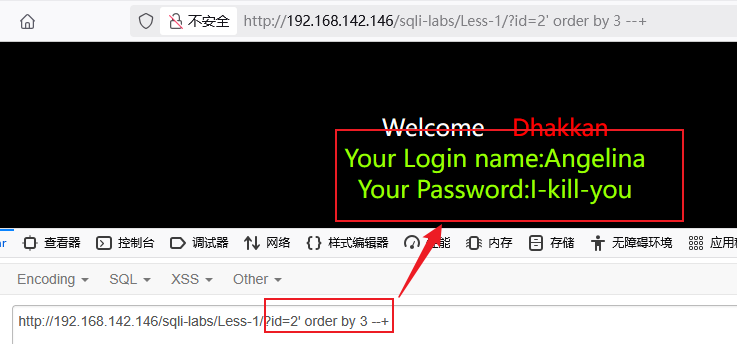 不安全 http://192.168.142.146/sqli-labs/Less-1/?id=2' order by 3 --+
Welcome Dhakkan
Your Login name:Angelina
Your Password:I-kill-you
ar 查看器 控制台 调试器 网络 样式编辑器 性能 内存 存储 无障碍环境 应用程
Encoding SQL XSS Other
http://192.168.142.146/sqli-labs/Less-1/?id=2' order by 3 --+